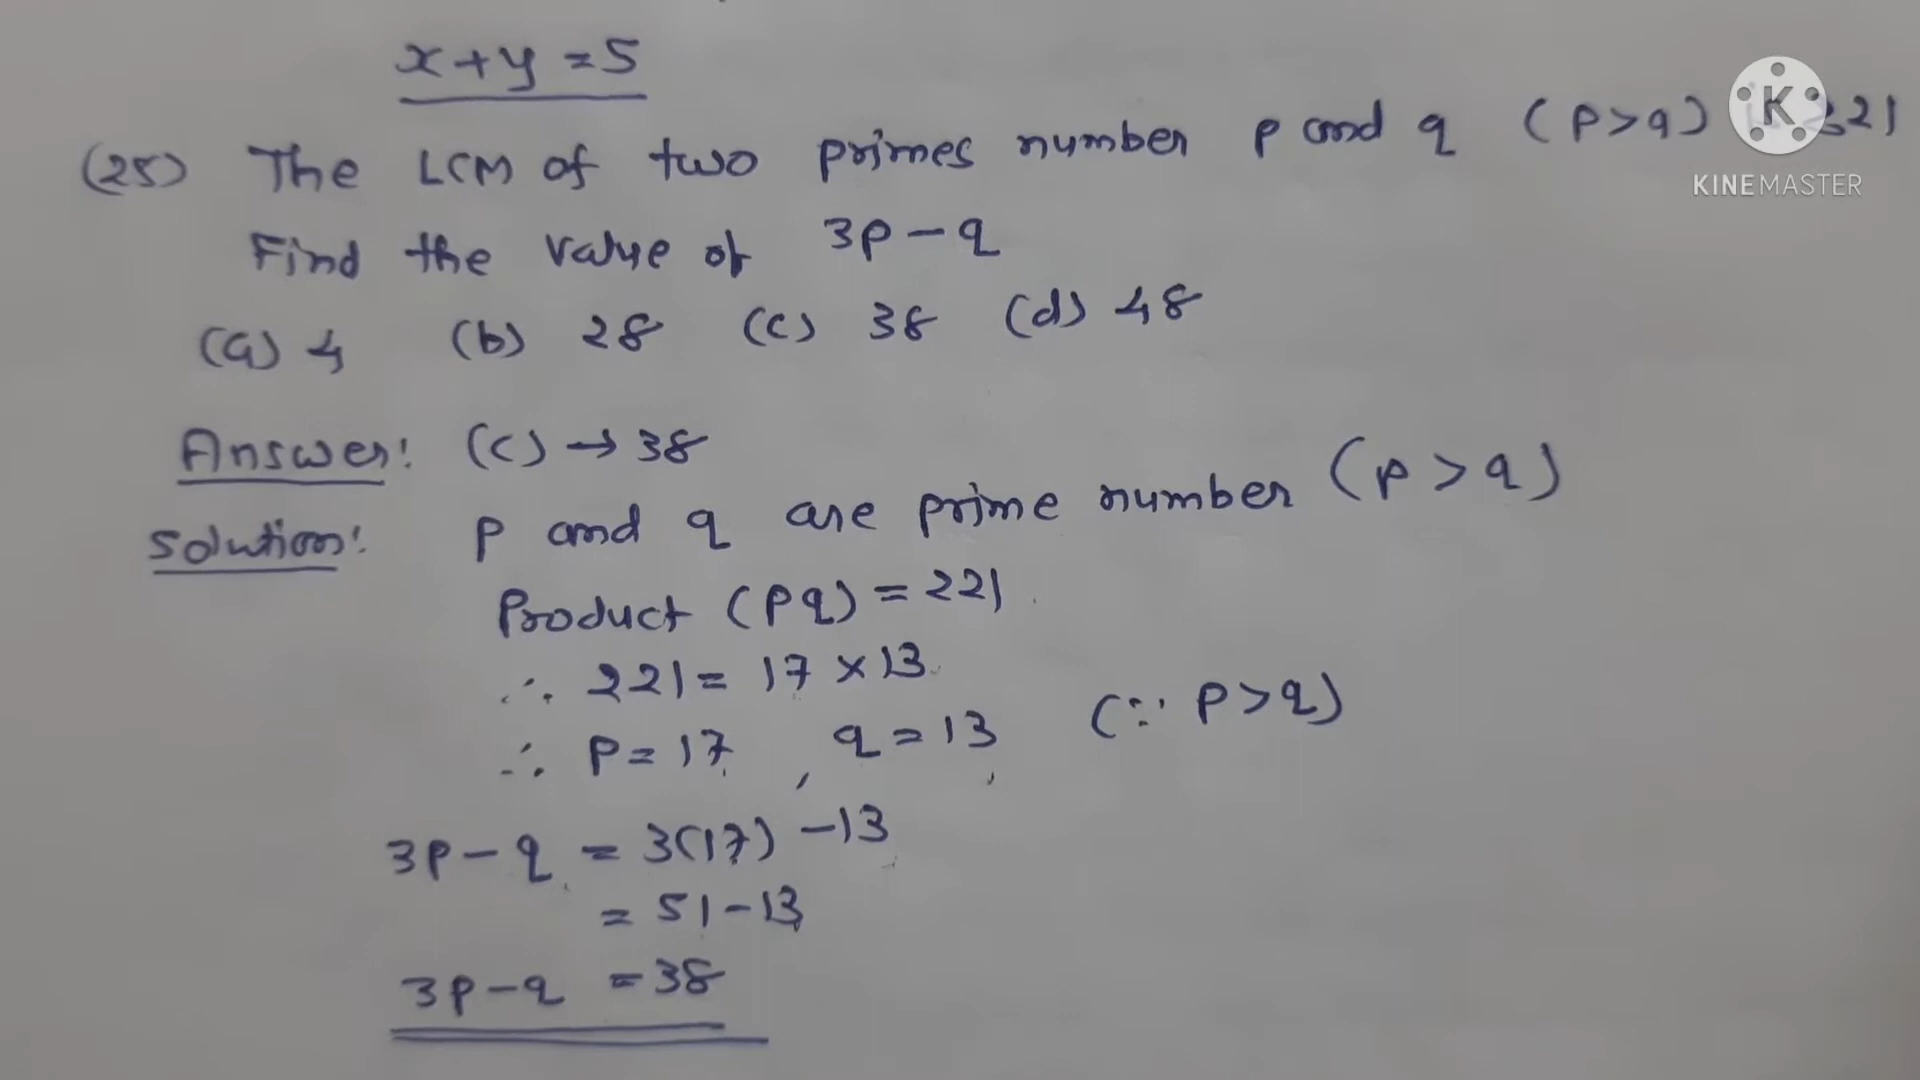 x+y=5
(25) The LCM of two primes number p and q (p>q) 221
Find the value of 3p-q
(a) 4 (b) 28 (c) 38 (d) 48
Answer: (c) → 38
Solution: p and q are prime number (p > q)
Product (pq) = 221
∴ 221 = 17 × 13
∴ p = 17, q = 13 (∵ p>q)
3p-q = 3(17) -13
= 51-13
3p-q = 38
K
KINEMASTER